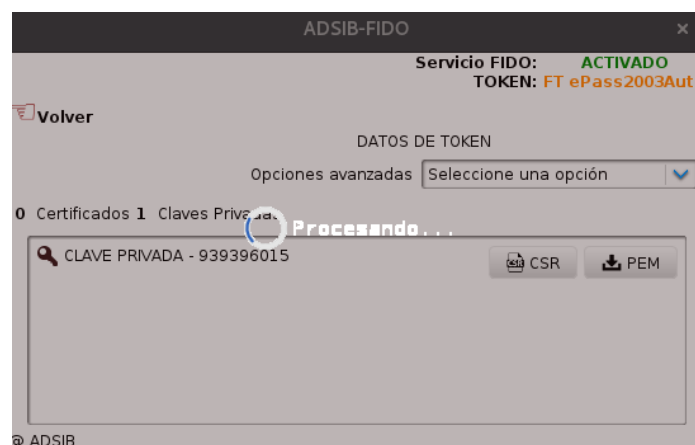 ADSIB-FIDO ×
Servicio FIDO: ACTIVADO
TOKEN: FT ePass2003Aut
Volver
DATOS DE TOKEN
Opciones avanzadas Seleccione una opción
0 Certificados 1 Claves Privadas
Procesando...
CLAVE PRIVADA - 939396015 CSR PEM
@ ADSIB